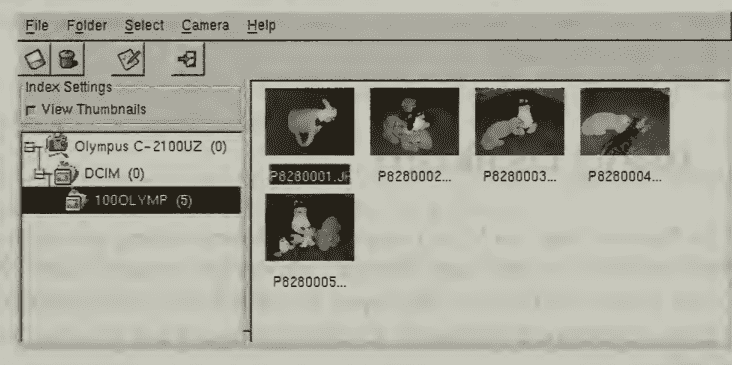 File Folder Select Camera Help
Index Settings
View Thumbnails
Olympus C-2100UZ (0)
DCIM (0)
100OLYMP (5)
P8280001.JF P8280002... P8280003... P8280004...
P8280005...